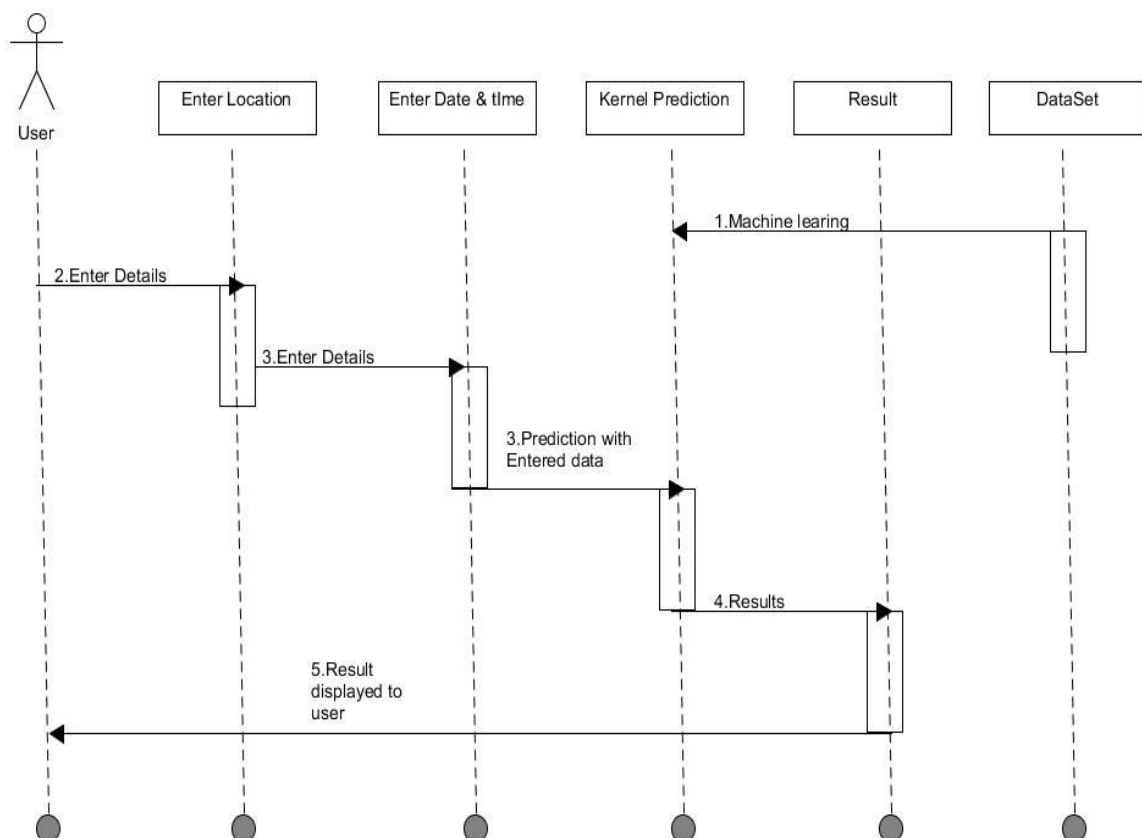 User
Enter Location
Enter Date & tIme
Kernel Prediction
Result
DataSet
1.Machine learing
2.Enter Details
3.Enter Details
3.Prediction with
Entered data
4.Results
5.Result
displayed to
user